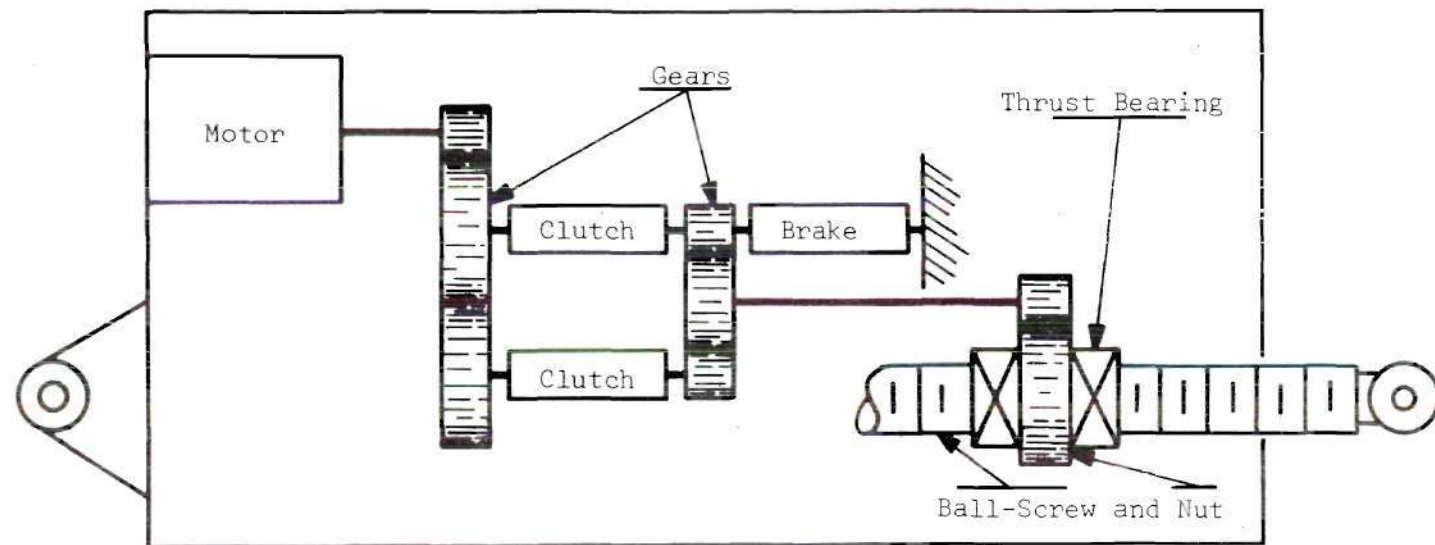 Gears
Thrust Bearing
Motor
Clutch
Brake
Clutch
Ball-Screw and Nut